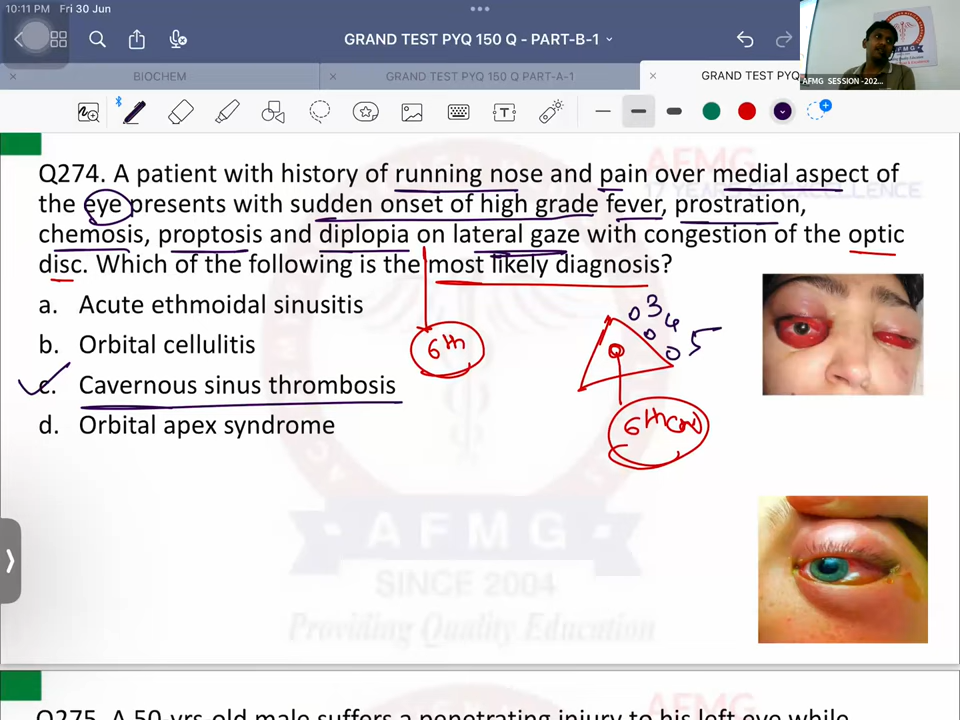 10:11 PM Fri 30 Jun
GRAND TEST PYQ 150 Q - PART-B-1
AFMG
AFMG SESSION -202...
BIOCHEM
GRAND TEST PYQ 150 Q PART-A-1
GRAND TEST PYQ
T
AFMG
17 YEARS OF EXCELLENCE
Q274. A patient with history of running nose and pain over medial aspect of
the eye presents with sudden onset of high grade fever, prostration,
chemosis, proptosis and diplopia on lateral gaze with congestion of the optic
disc. Which of the following is the most likely diagnosis?
a. Acute ethmoidal sinusitis
b. Orbital cellulitis
c. Cavernous sinus thrombosis
d. Orbital apex syndrome
6th
3
4
5
6th CN
AFMG
SINCE 2004
Providing Quality Education
Q275. A 50-yrs-old male suffers a penetrating injury to his left eye while